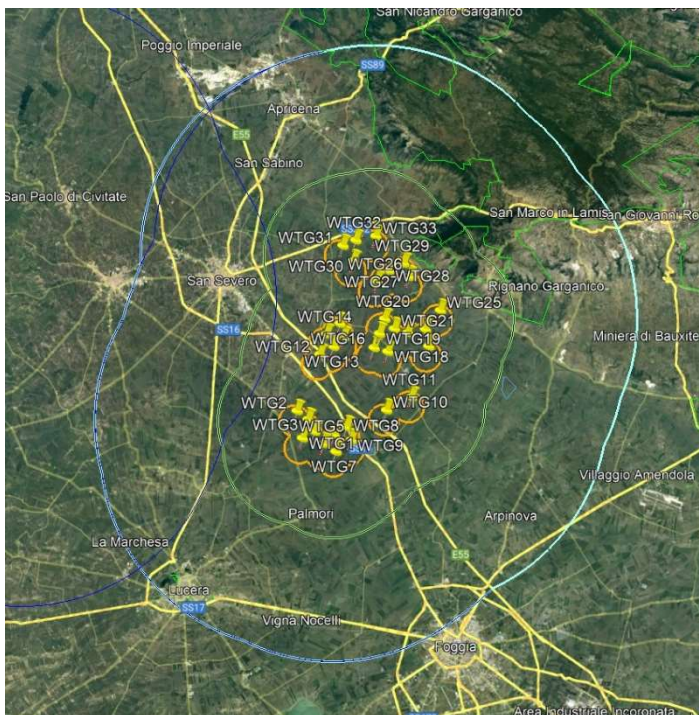 San Nicandro Garganico
Poggio Imperiale
SS89
Apricena
E55
San Sabino
San Paolo di Civitate
San Marco in Lamis
WTG32
WTG33
WTG31
WTG29
San Severo
WTG30
WTG26
WTG28
WTG27
Rignano Garganico
WTG20
WTG25
WTG14
WTG21
SS16
Miniera di Bauxite
WTG12
WTG16
WTG19
WTG13
WTG18
WTG11
WTG2
WTG10
WTG3
WTG5
WTG8
WTG1
WTG9
WTG7
Villaggio Amendola
Palmori
Arpinova
La Marchesa
E55
Lucera
SS17
Vigna Nocelli
Foggia
Area Industriale Incoronata